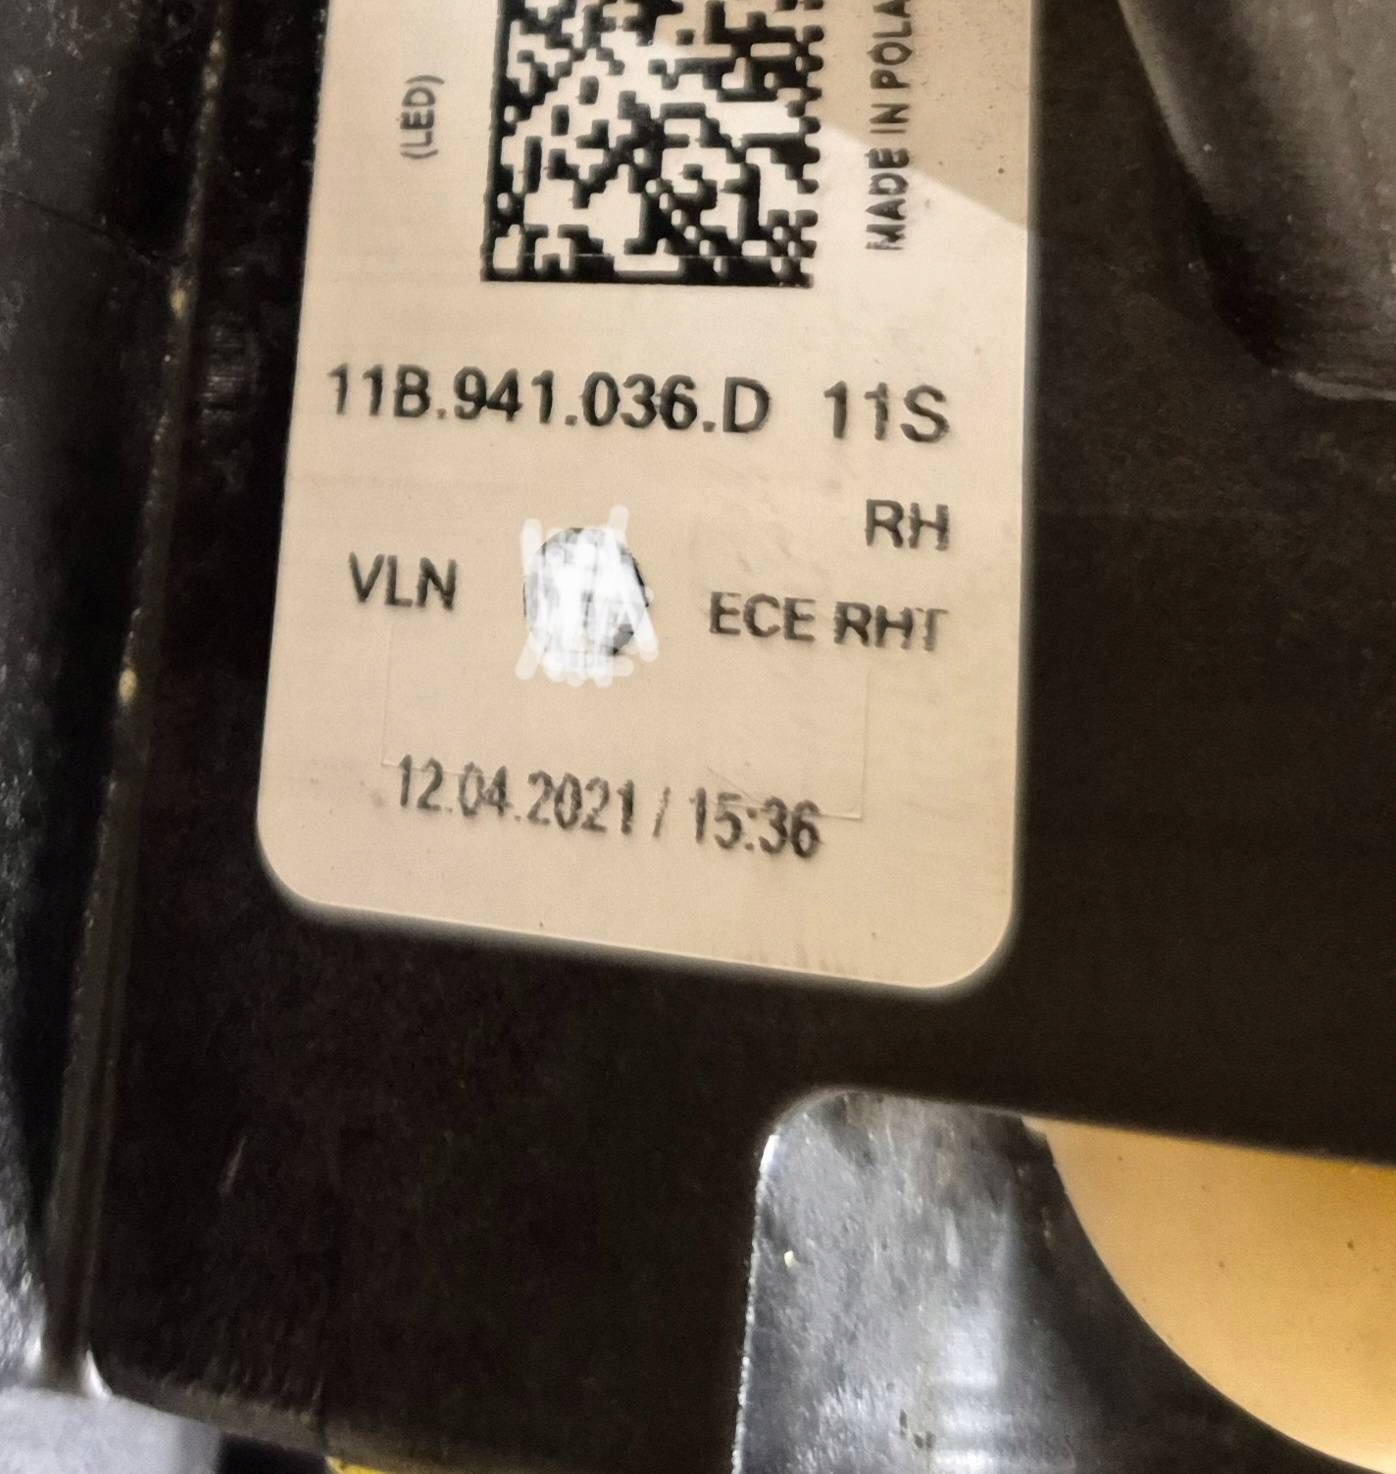 (LED)
MADE IN POLA
11B.941.036.D 11S
RH
VLN ECE RHT
12.04.2021 / 15:36